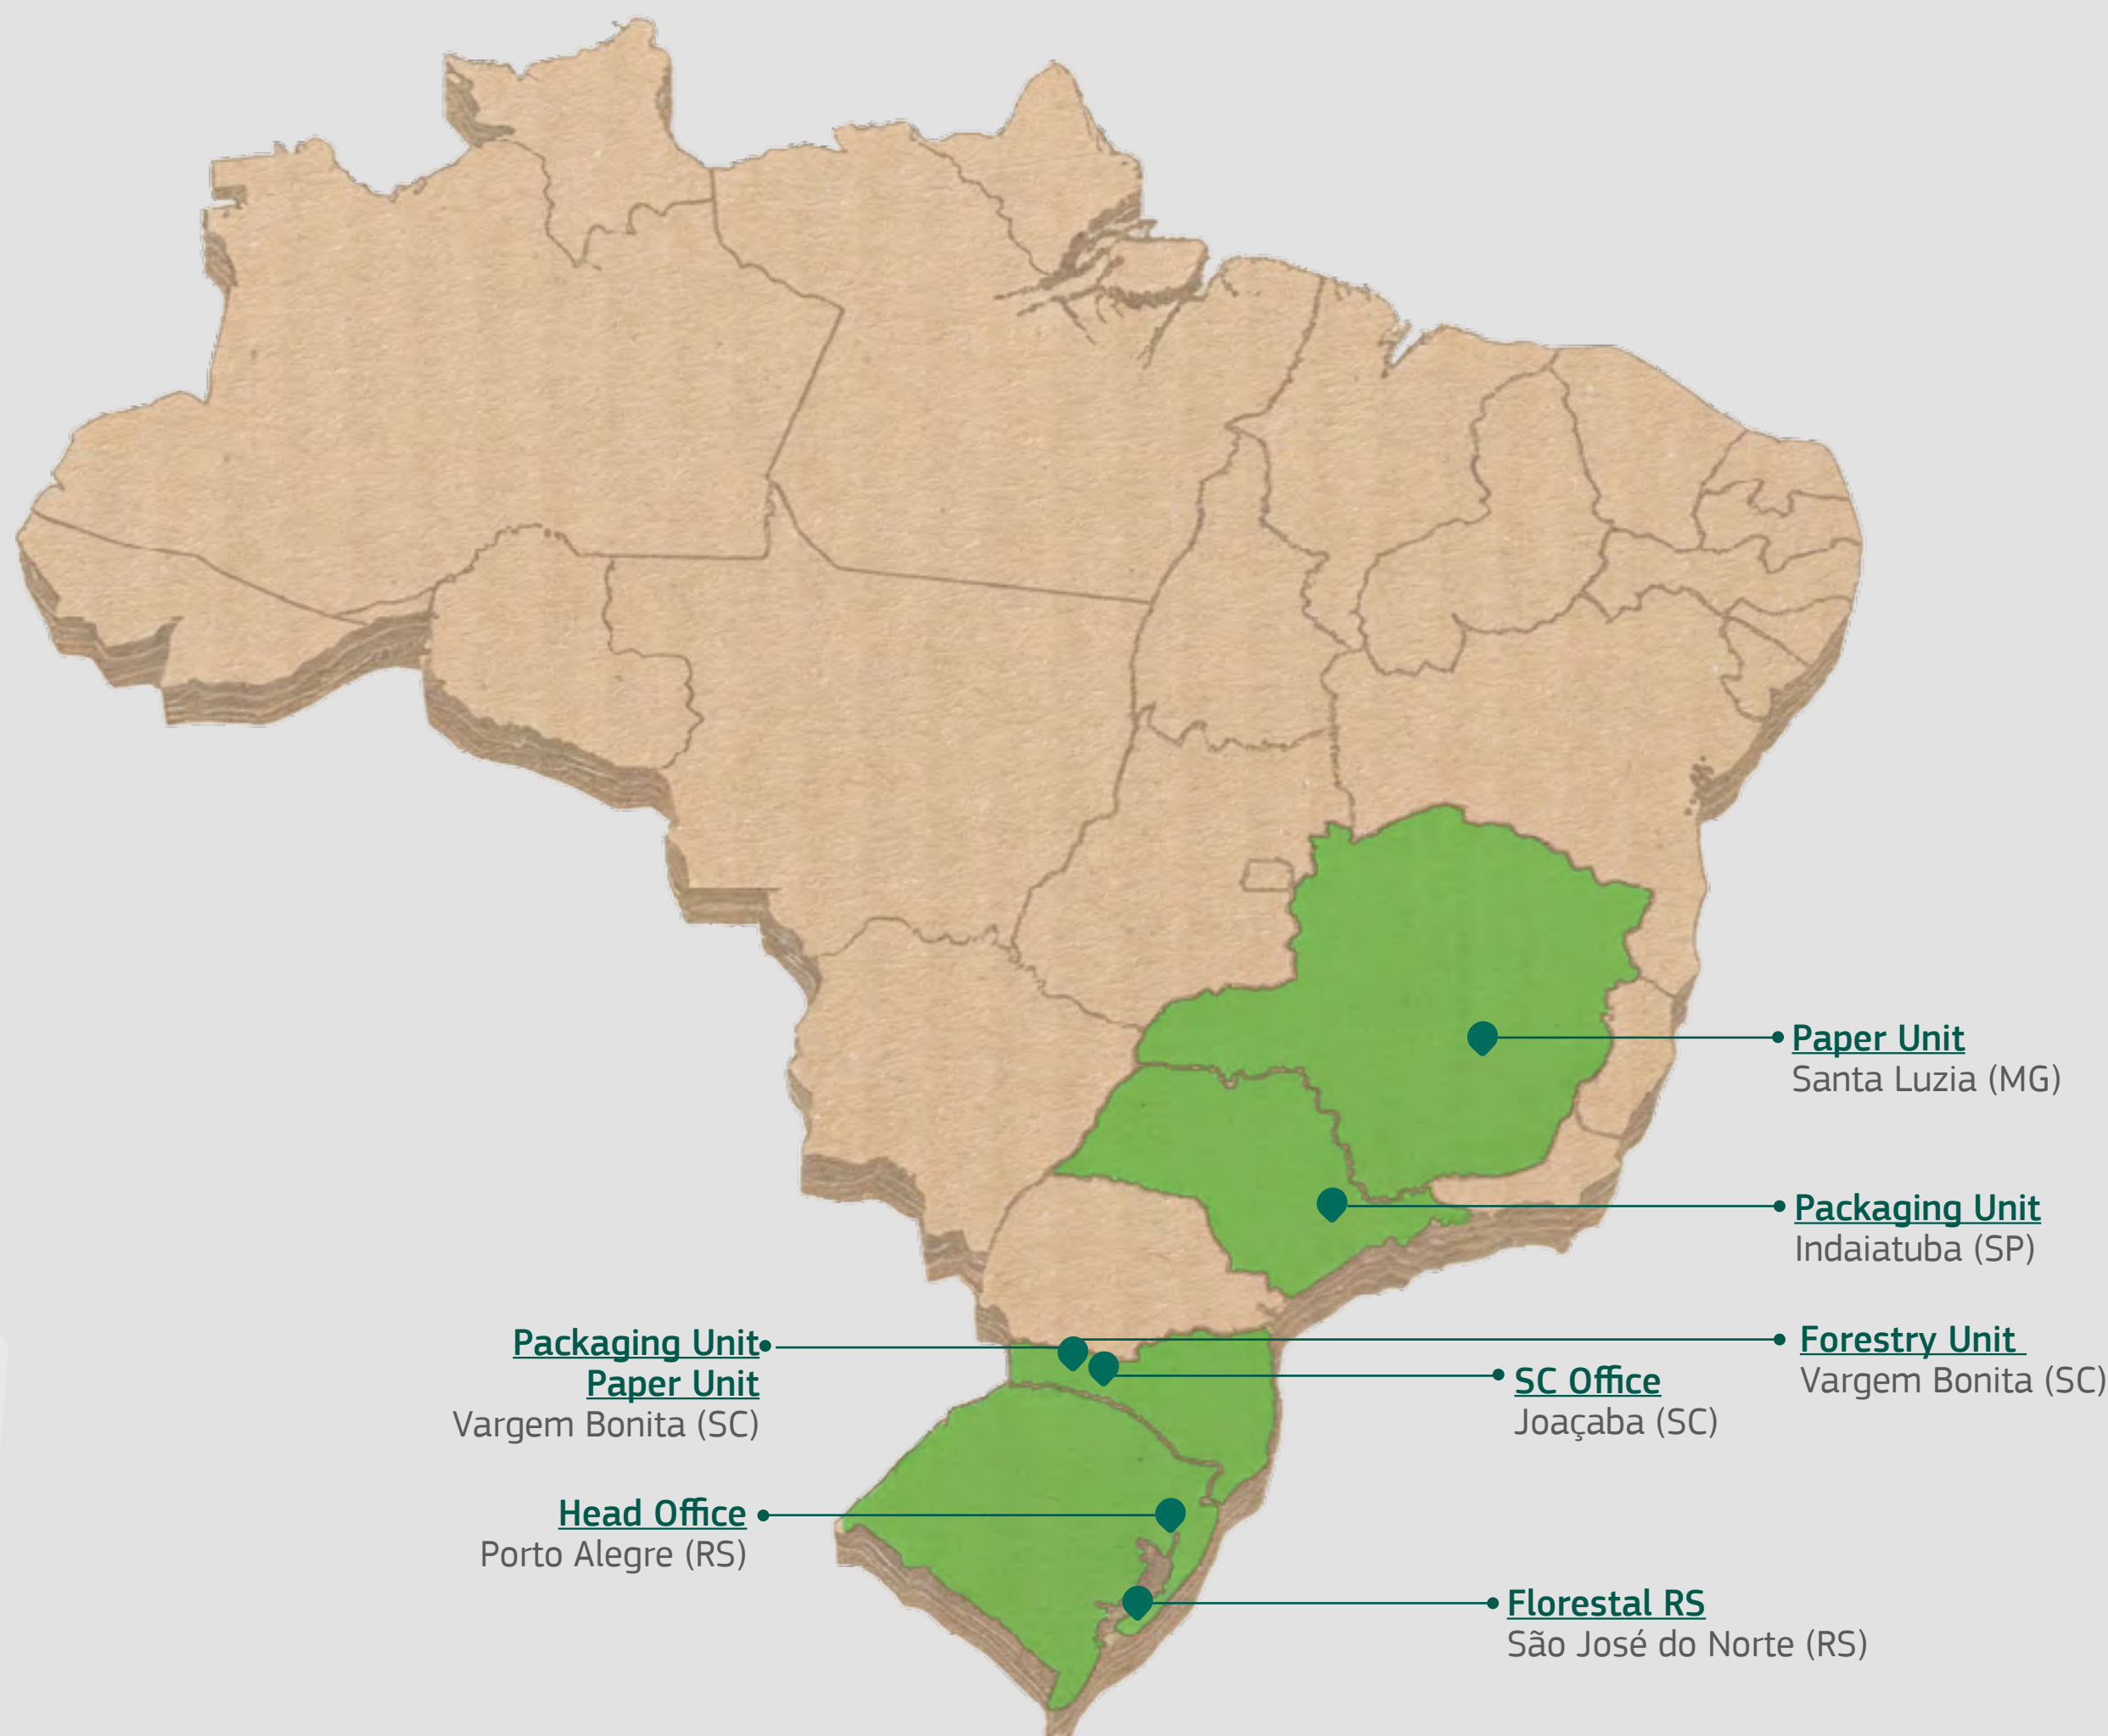 Paper Unit
Santa Luzia (MG)
Packaging Unit
Indaiatuba (SP)
Forestry Unit
Vargem Bonita (SC)
SC Office
Joaçaba (SC)
Packaging Unit
Paper Unit
Vargem Bonita (SC)
Head Office
Porto Alegre (RS)
Florestal RS
São José do Norte (RS)